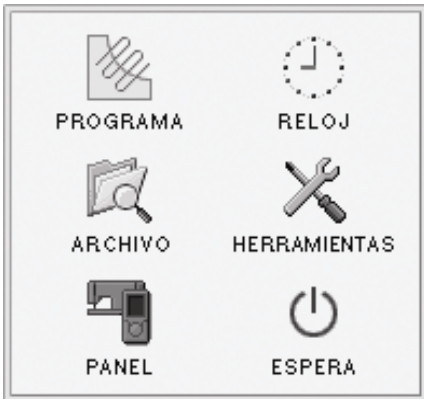 PROGRAMA
RELOJ
ARCHIVO
HERRAMIENTAS
PANEL
ESPERA